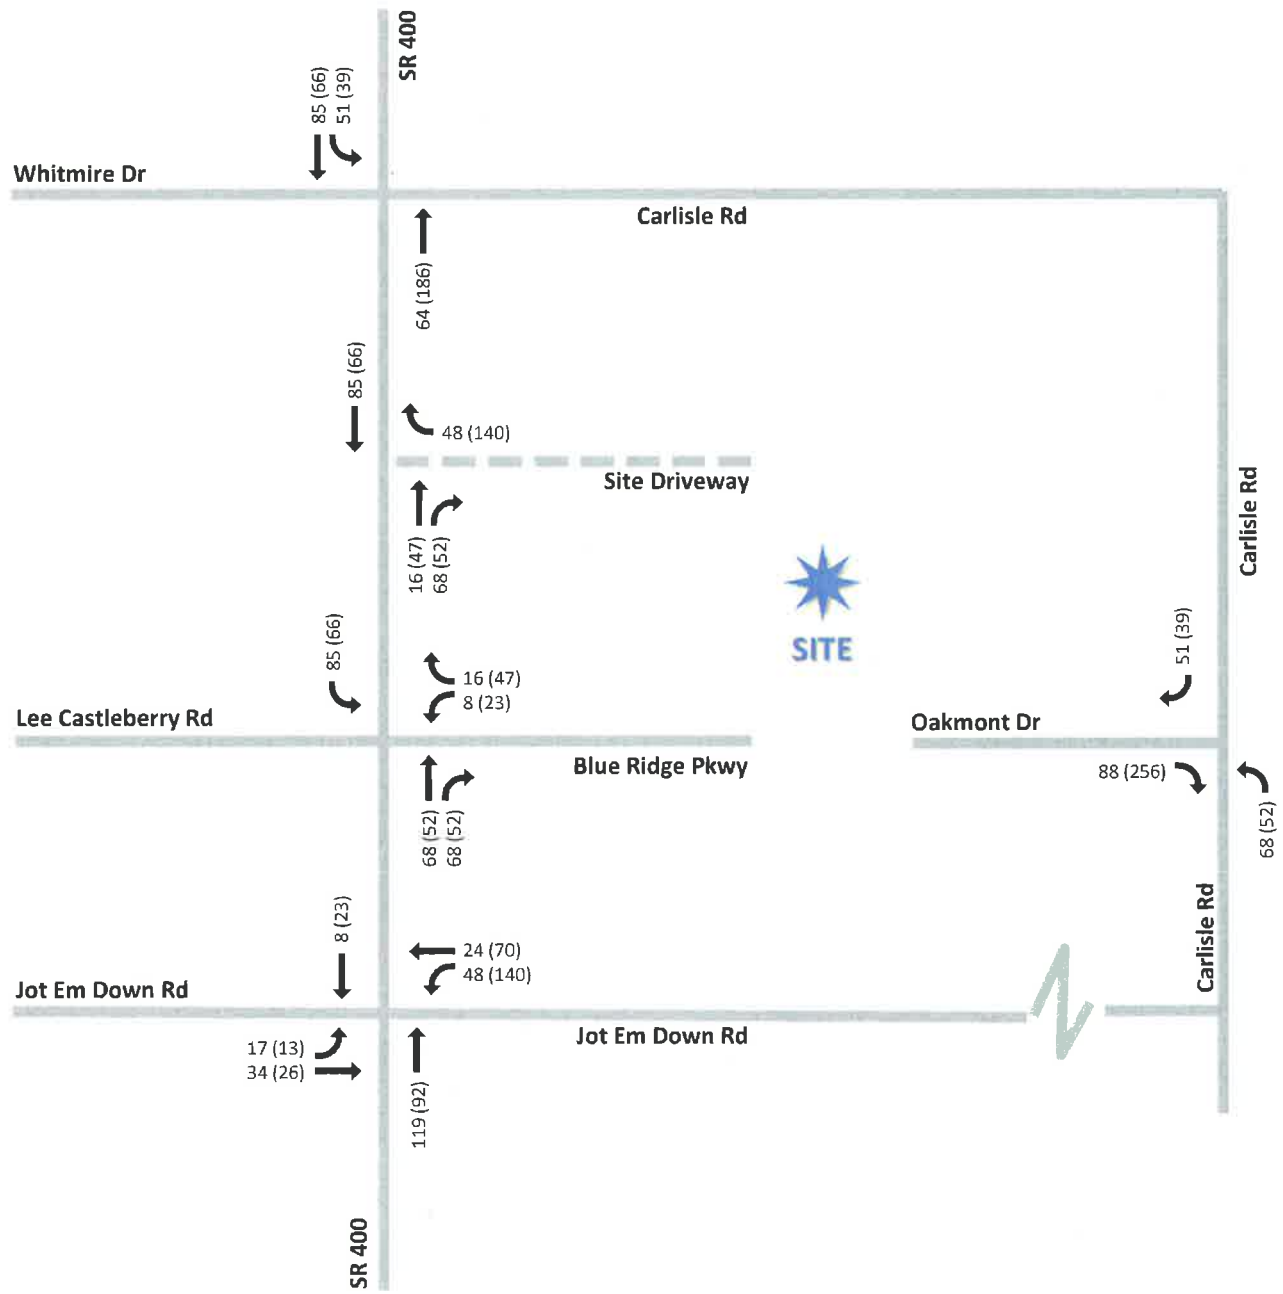 SR 400
85 (66)
51 (39)
Whitmire Dr
Carlisle Rd
64 (186)
85 (66)
48 (140)
Site Driveway
16 (47)
68 (52)
Carlisle Rd
SITE
85 (66)
16 (47)
8 (23)
51 (39)
Lee Castleberry Rd
Oakmont Dr
Blue Ridge Pkwy
88 (256)
68 (52)
68 (52)
68 (52)
8 (23)
24 (70)
48 (140)
Carlisle Rd
Jot Em Down Rd
Jot Em Down Rd
17 (13)
34 (26)
119 (92)
SR 400